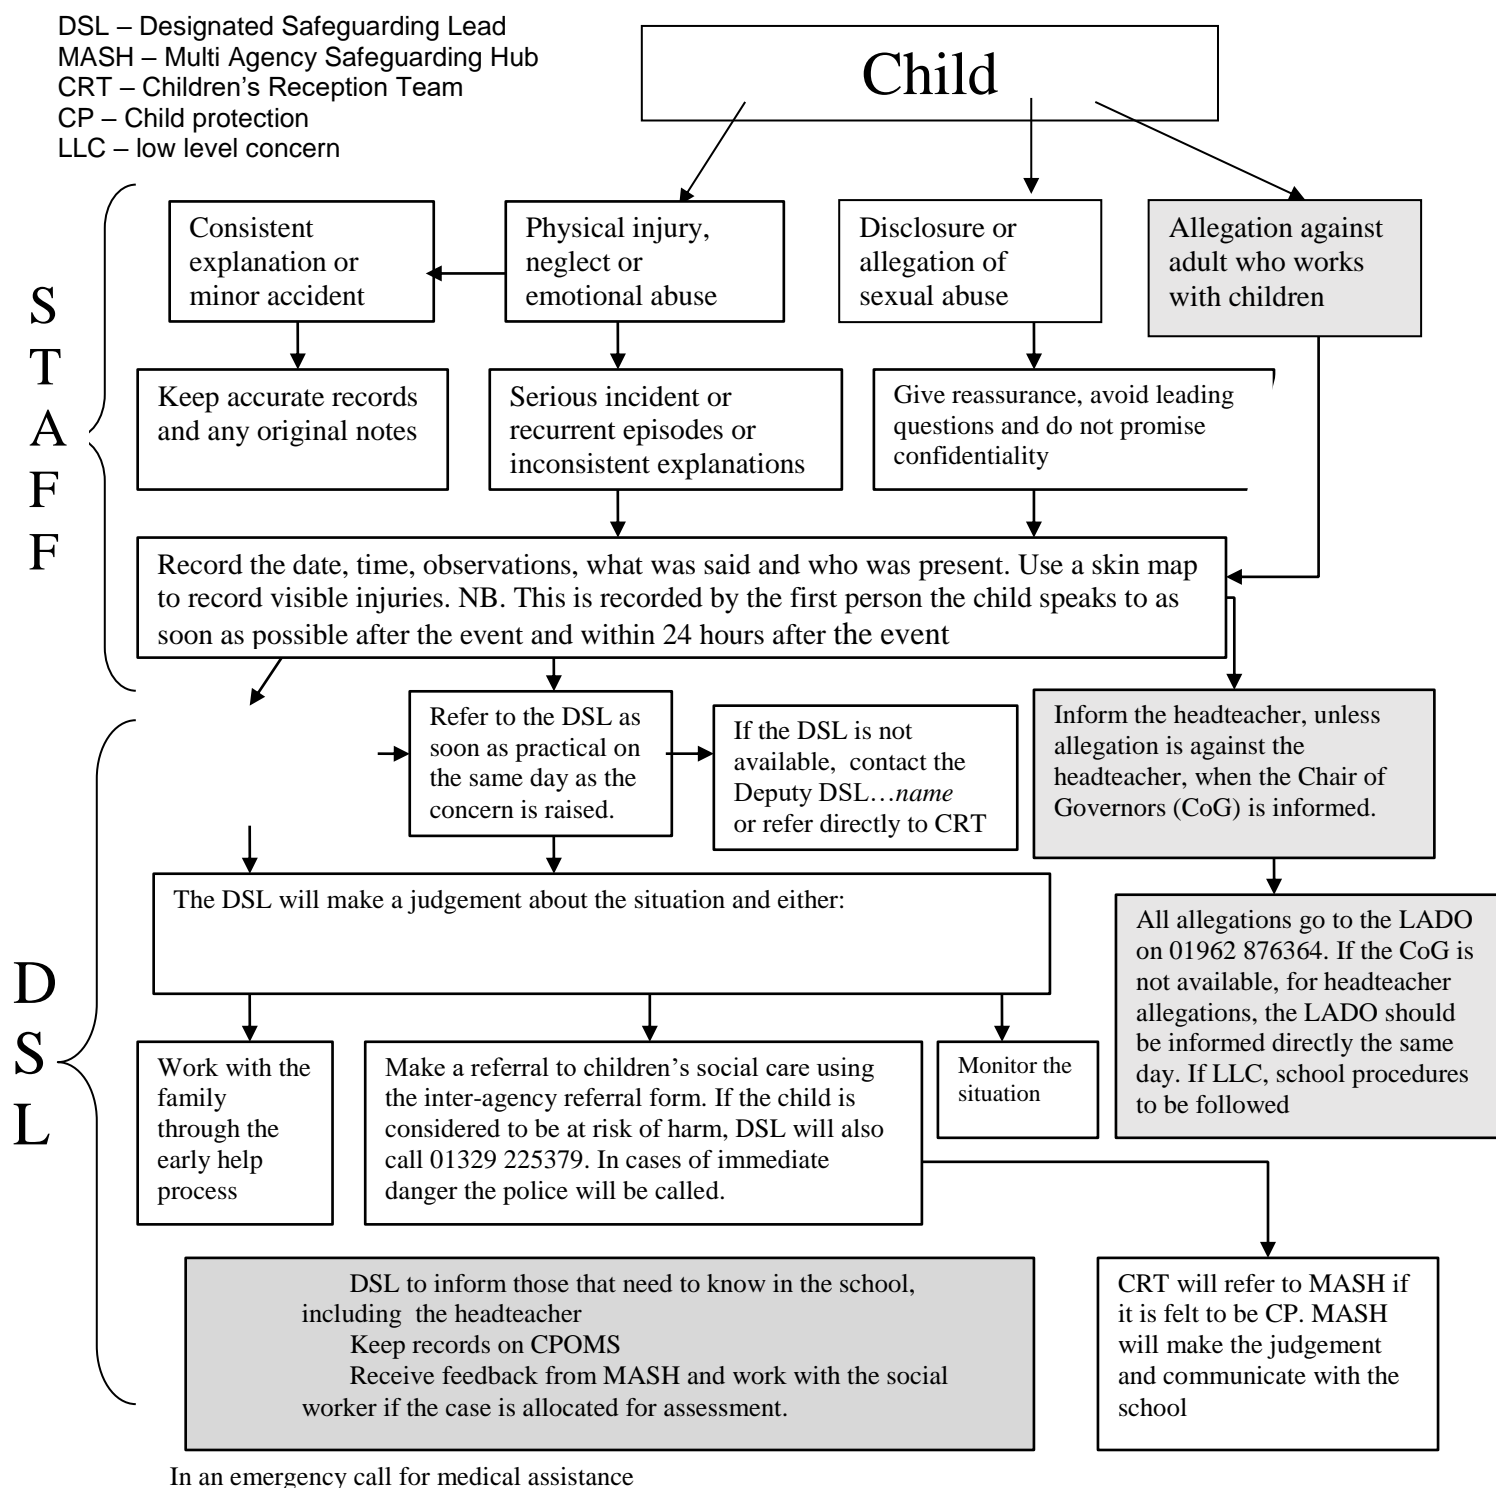 DSL – Designated Safeguarding Lead
MASH – Multi Agency Safeguarding Hub
CRT – Children's Reception Team
CP – Child protection
LLC – low level concern
Child
S
T
A
F
F
Consistent
explanation or
minor accident
Physical injury,
neglect or
emotional abuse
Disclosure or
allegation of
sexual abuse
Allegation against
adult who works
with children
Keep accurate records
and any original notes
Serious incident or
recurrent episodes or
inconsistent explanations
Give reassurance, avoid leading
questions and do not promise
confidentiality
Record the date, time, observations, what was said and who was present. Use a skin map
to record visible injuries. NB. This is recorded by the first person the child speaks to as
soon as possible after the event and within 24 hours after the event
D
S
L
Refer to the DSL as
soon as practical on
the same day as the
concern is raised.
If the DSL is not
available,  contact the
Deputy DSL…name
or refer directly to CRT
Inform the headteacher, unless
allegation is against the
headteacher, when the Chair of
Governors (CoG) is informed.
The DSL will make a judgement about the situation and either:
All allegations go to the LADO
on 01962 876364. If the CoG is
not available, for headteacher
allegations, the LADO should
be informed directly the same
day. If LLC, school procedures
to be followed
Work with the
family
through the
early help
process
Make a referral to children's social care using
the inter-agency referral form. If the child is
considered to be at risk of harm, DSL will also
call 01329 225379. In cases of immediate
danger the police will be called.
Monitor the
situation
DSL to inform those that need to know in the school,
including  the headteacher
Keep records on CPOMS
Receive feedback from MASH and work with the social
worker if the case is allocated for assessment.
CRT will refer to MASH if
it is felt to be CP. MASH
will make the judgement
and communicate with the
school
In an emergency call for medical assistance